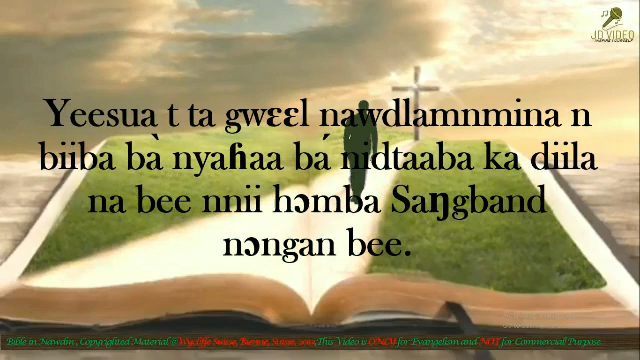 JD VIDEO
Yeesua t ta gwɛɛl nawdlamnmina n
biiba bà nyaɦaa bá nidtaaba ka diila
na bee nnii hɔmba Saŋgband
nɔngan bee.
Bible in Nawdm, Copyrighted Material @ Wycliffe Suisse, Bienne, Suisse, 2015 This Video is ONLY for Evangelism and NOT for Commercial Purpose.